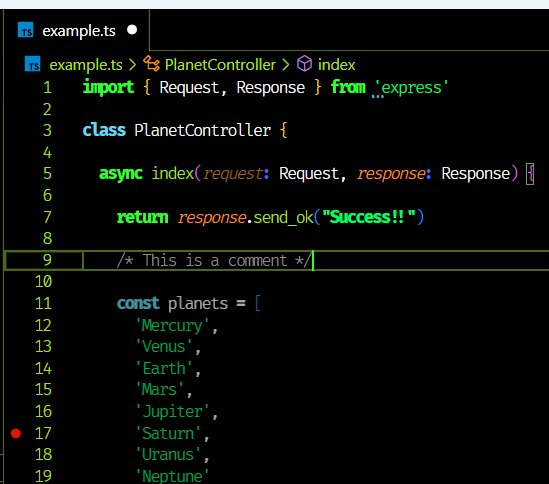 TS example.ts
TS example.ts > PlanetController > index
1 import { Request, Response } from 'express'
2
3 class PlanetController {
4
5 async index(request: Request, response: Response) {
6
7 return response.send_ok("Success!!")
8
9 /* This is a comment */
10
11 const planets = [
12 'Mercury',
13 'Venus',
14 'Earth',
15 'Mars',
16 'Jupiter',
17 'Saturn',
18 'Uranus',
19 'Neptune'